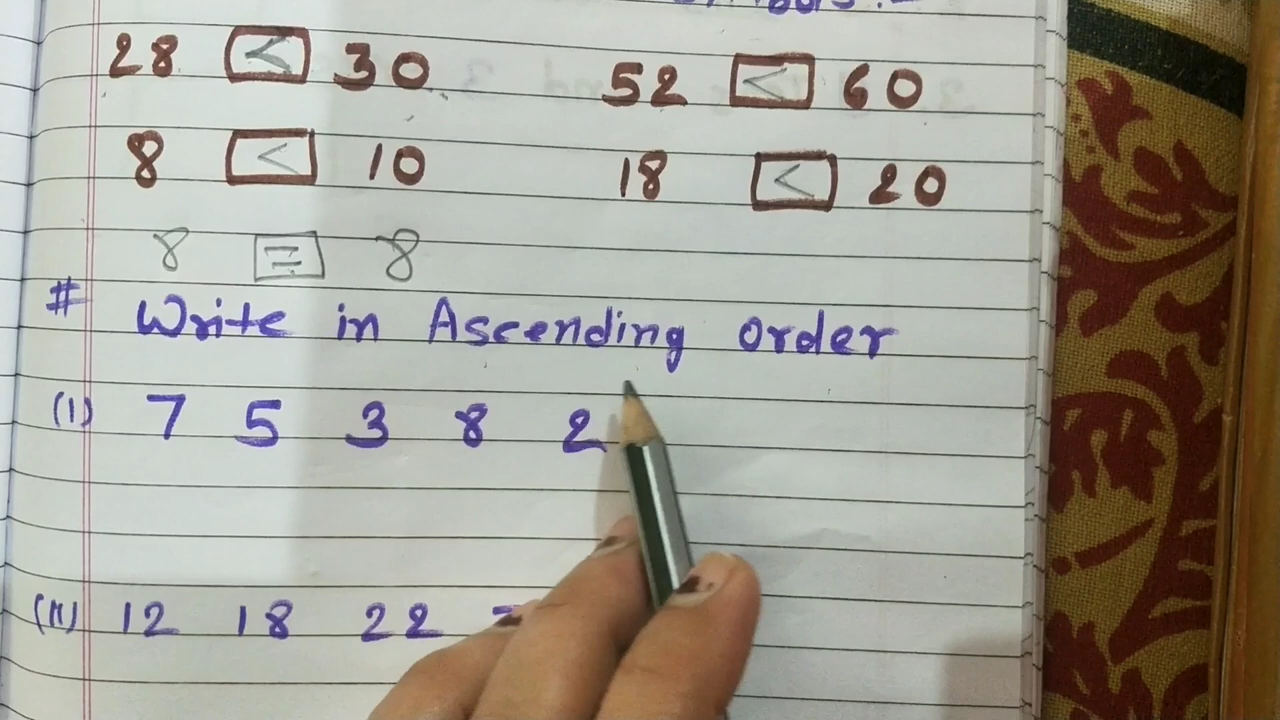 28 < 30 52 < 60
8 < 10 18 < 20
8 = 8
# Write in Ascending order
(I) 7 5 3 8 2
(II) 12 18 22